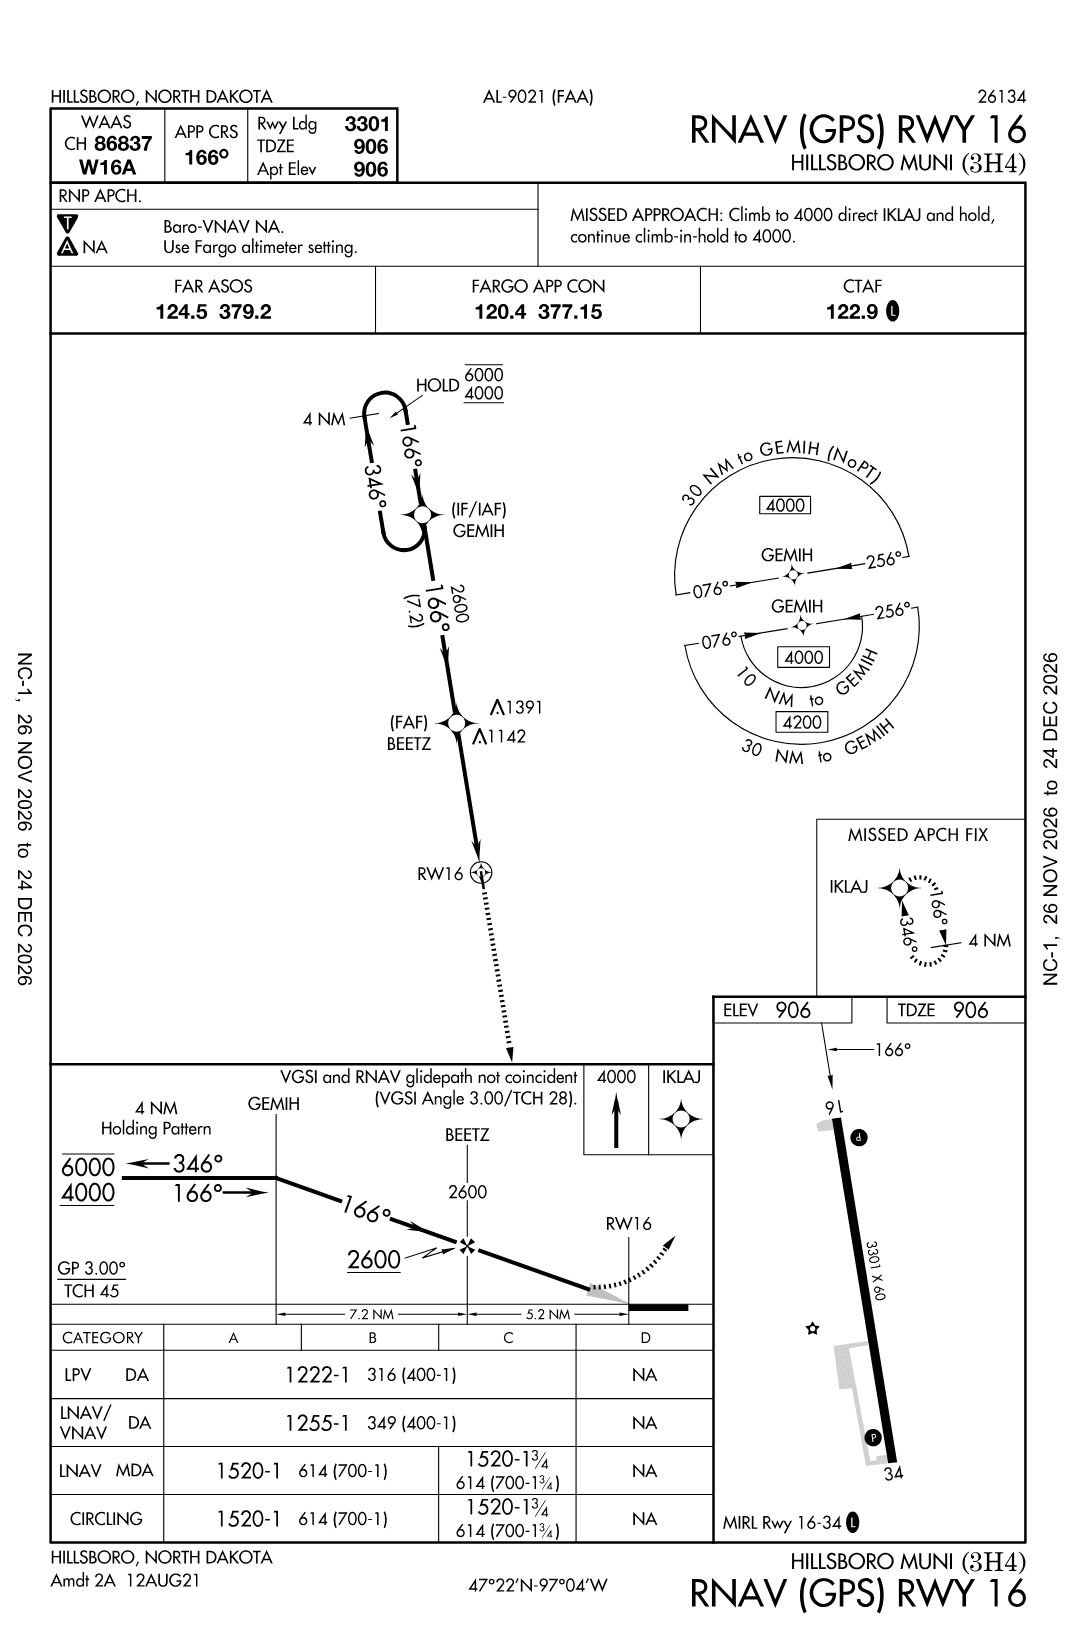 HILLSBORO, NORTH DAKOTA
AL-9021 (FAA)
26134
WAAS
CH 86837
W16A
APP CRS
166°
Rwy Ldg 3301
TDZE 906
Apt Elev 906
RNAV (GPS) RWY 16
HILLSBORO MUNI (3H4)
RNP APCH.
T
A NA
Baro-VNAV NA.
Use Fargo altimeter setting.
MISSED APPROACH: Climb to 4000 direct IKLAJ and hold,
continue climb-in-hold to 4000.
FAR ASOS
124.5 379.2
FARGO APP CON
120.4 377.15
CTAF
122.9 L
HOLD 6000
4000
4 NM
166°
346°
(IF/IAF)
GEMIH
2600
166°
(7.2)
(FAF)
BEETZ
1391
1142
RW16
30 NM to GEMIH (NoPT)
4000
GEMIH
256°
076°
GEMIH
256°
076°
4000
10 NM to GEMIH
4200
30 NM to GEMIH
NC-1, 26 NOV 2026 to 24 DEC 2026
NC-1, 26 NOV 2026 to 24 DEC 2026
MISSED APCH FIX
IKLAJ
166°
346°
4 NM
ELEV 906
TDZE 906
166°
16
P
3301 X 60
P
34
MIRL Rwy 16-34 L
VGSI and RNAV glidepath not coincident
(VGSI Angle 3.00/TCH 28).
4000
IKLAJ
4 NM
Holding Pattern
GEMIH
BEETZ
6000
4000
346°
166°
166°
2600
2600
RW16
GP 3.00°
TCH 45
7.2 NM
5.2 NM
CATEGORY A B C D
LPV DA 1222-1 316 (400-1) NA
LNAV/
VNAV DA 1255-1 349 (400-1) NA
LNAV MDA 1520-1 614 (700-1) 1520-1¾
614 (700-1¾) NA
CIRCLING 1520-1 614 (700-1) 1520-1¾
614 (700-1¾) NA
HILLSBORO, NORTH DAKOTA
Amdt 2A 12AUG21
47°22'N-97°04'W
HILLSBORO MUNI (3H4)
RNAV (GPS) RWY 16